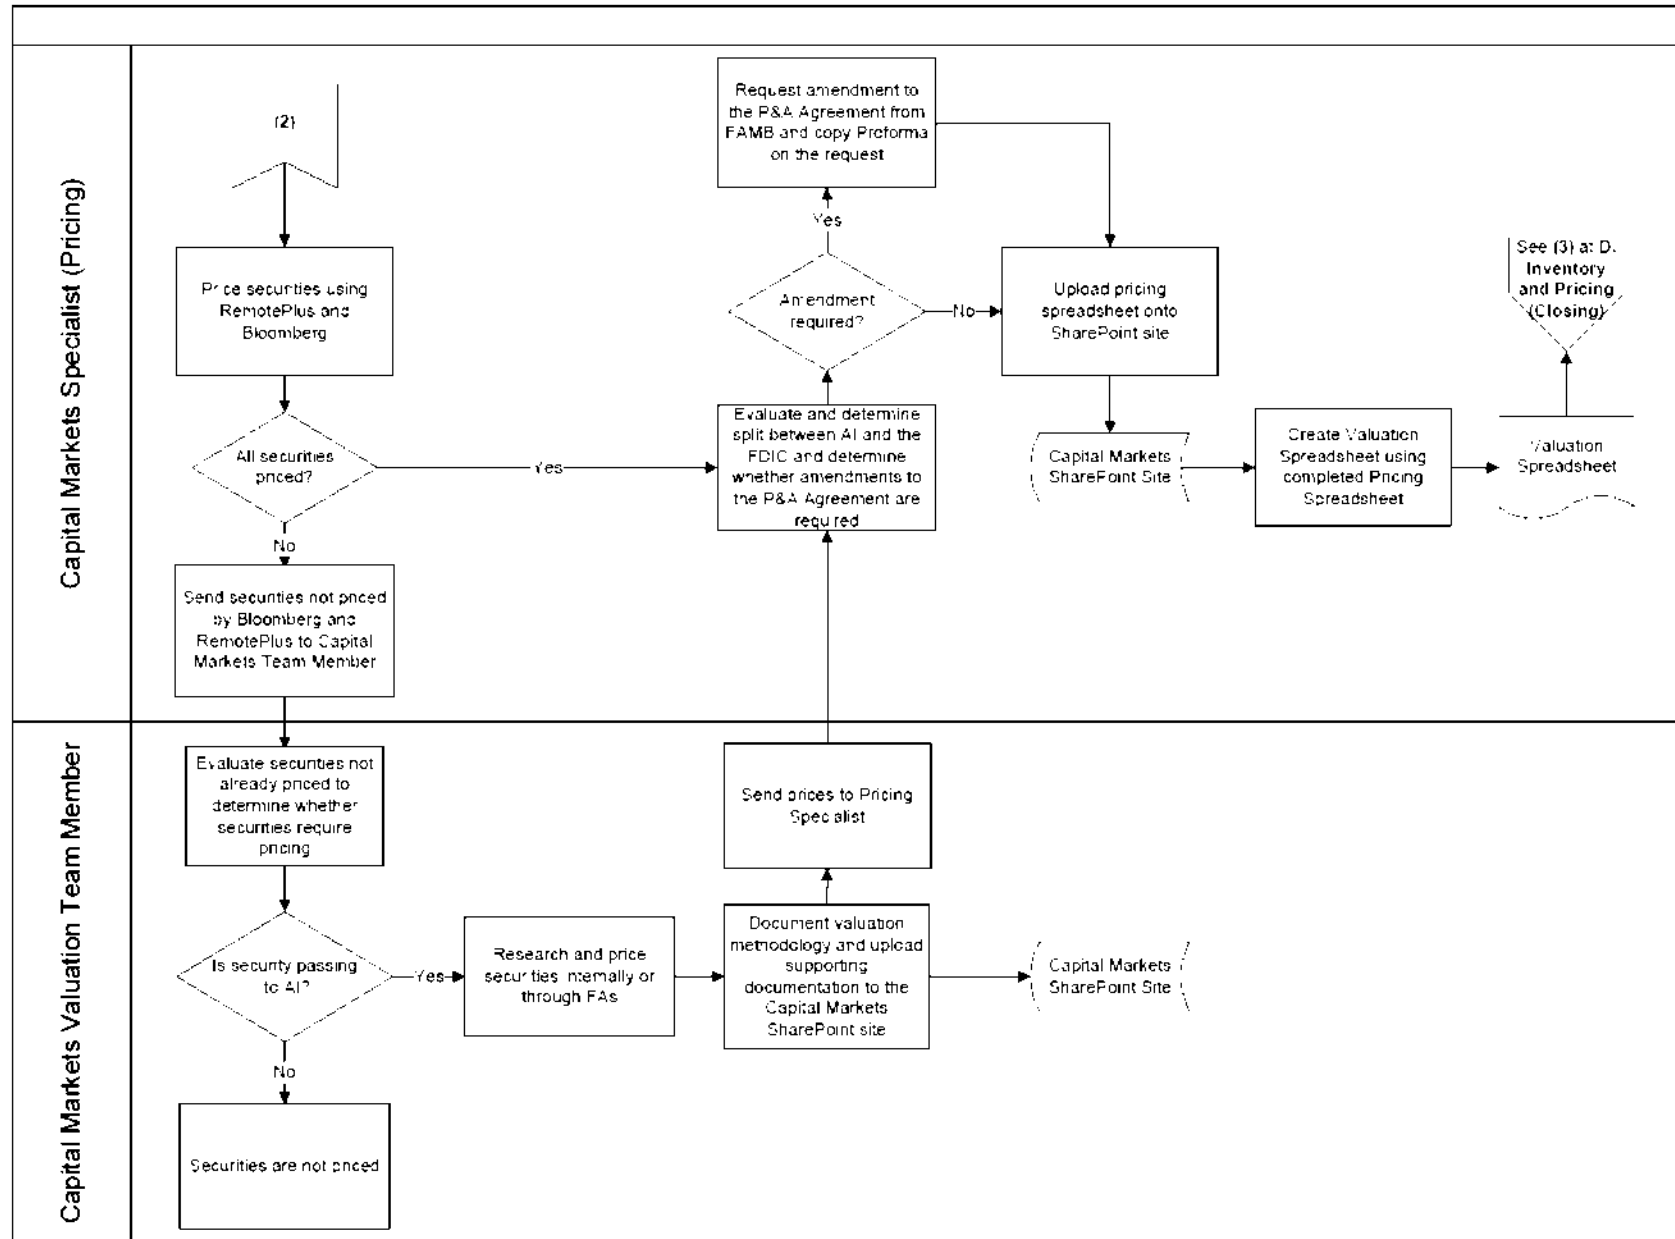 Capital Markets Specialist (Pricing)
(2)
Price securities using
RemotePlus and
Bloomberg
All securities
priced?
Yes
No
Send securities not priced
by Bloomberg and
RemotePlus to Capital
Markets Team Member
Request amendment to
the P&A Agreement from
FAMB and copy Proforma
on the request
Yes
Amendment
required?
No
Evaluate and determine
split between AI and the
FDIC and determine
whether amendments to
the P&A Agreement are
required
Upload pricing
spreadsheet onto
SharePoint site
Capital Markets
SharePoint Site
Create Valuation
Spreadsheet using
completed Pricing
Spreadsheet
See (3) at D.
Inventory
and Pricing
(Closing)
Valuation
Spreadsheet
Capital Markets Valuation Team Member
Evaluate securities not
already priced to
determine whether
securities require
pricing
Is security passing
to AI?
Yes
No
Securities are not priced
Research and price
securities internally or
through FAs
Send prices to Pricing
Specialist
Document valuation
methodology and upload
supporting
documentation to the
Capital Markets
SharePoint site
Capital Markets
SharePoint Site